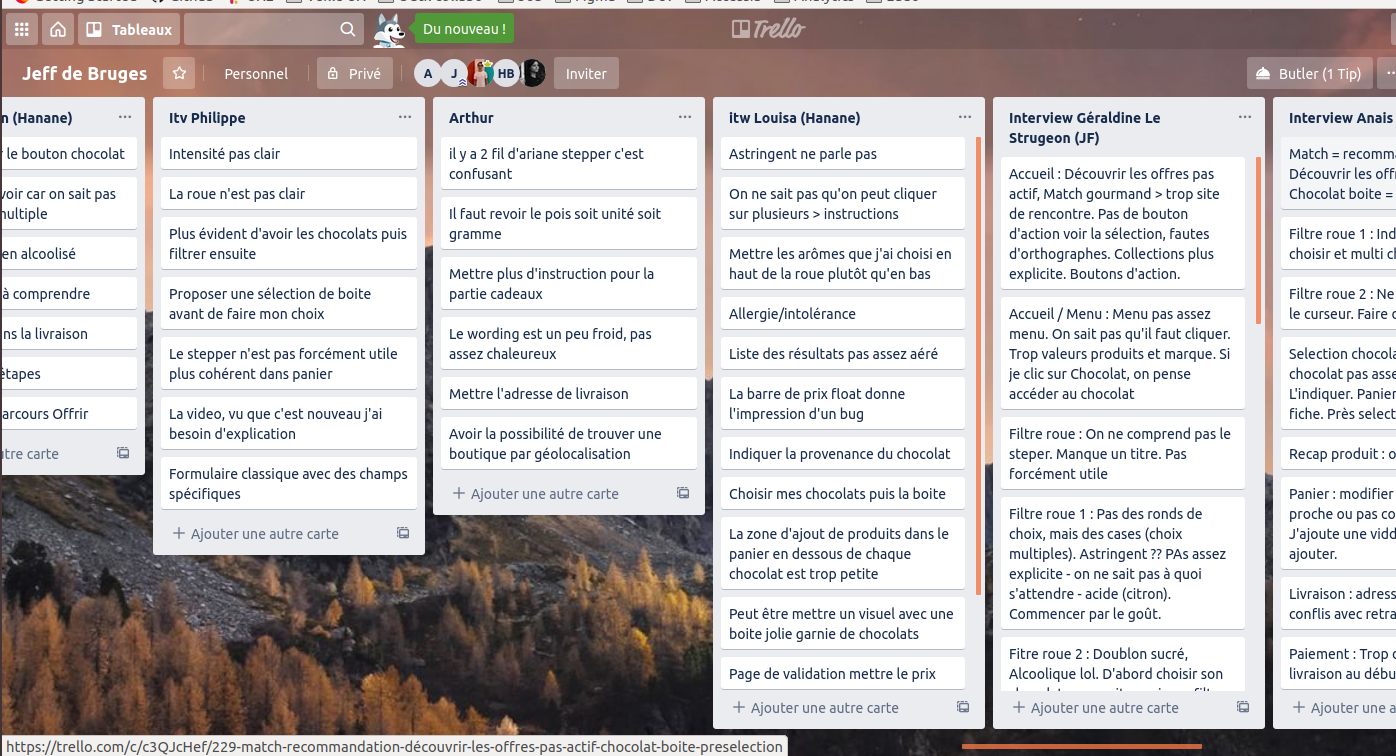 Tableaux
Du nouveau !
Trello
Jeff de Bruges
Personnel
Privé
A
J
HB
Inviter
Butler (1 Tip)
n (Hanane)
le bouton chocolat
voir car on sait pas
multiple
en alcoolisé
à comprendre
ns la livraison
étapes
arcours Offrir
utre carte
Itv Philippe
Intensité pas clair
La roue n'est pas clair
Plus évident d'avoir les chocolats puis
filtrer ensuite
Proposer une sélection de boite
avant de faire mon choix
Le stepper n'est pas forcément utile
plus cohérent dans panier
La video, vu que c'est nouveau j'ai
besoin d'explication
Formulaire classique avec des champs
spécifiques
+ Ajouter une autre carte
Arthur
il y a 2 fil d'ariane stepper c'est
confusant
Il faut revoir le pois soit unité soit
gramme
Mettre plus d'instruction pour la
partie cadeaux
Le wording est un peu froid, pas
assez chaleureux
Mettre l'adresse de livraison
Avoir la possibilité de trouver une
boutique par géolocalisation
+ Ajouter une autre carte
itw Louisa (Hanane)
Astringent ne parle pas
On ne sait pas qu'on peut cliquer
sur plusieurs > instructions
Mettre les arômes que j'ai choisi en
haut de la roue plutôt qu'en bas
Allergie/intolérance
Liste des résultats pas assez aéré
La barre de prix float donne
l'impression d'un bug
Indiquer la provenance du chocolat
Choisir mes chocolats puis la boite
La zone d'ajout de produits dans le
panier en dessous de chaque
chocolat est trop petite
Peut être mettre un visuel avec une
boite jolie garnie de chocolats
Page de validation mettre le prix
+ Ajouter une autre carte
Interview Géraldine Le
Strugeon (JF)
Accueil : Découvrir les offres pas
actif, Match gourmand > trop site
de rencontre. Pas de bouton
d'action voir la sélection, fautes
d'orthographes. Collections plus
explicite. Boutons d'action.
Accueil / Menu : Menu pas assez
menu. On sait pas qu'il faut cliquer.
Trop valeurs produits et marque. Si
je clic sur Chocolat, on pense
accéder au chocolat
Filtre roue : On ne comprend pas le
steper. Manque un titre. Pas
forcément utile
Filtre roue 1 : Pas des ronds de
choix, mais des cases (choix
multiples). Astringent ?? PAs assez
explicite - on ne sait pas à quoi
s'attendre - acide (citron).
Commencer par le goût.
Fitre roue 2 : Doublon sucré,
Alcoolique lol. D'abord choisir son
+ Ajouter une autre carte
Interview Anais
Match = recomma
Découvrir les offr
Chocolat boite =
Filtre roue 1 : Ind
choisir et multi ch
Filtre roue 2 : Ne
le curseur. Faire c
Selection chocola
chocolat pas asse
L'indiquer. Panier
fiche. Près select
Recap produit : o
Panier : modifier
proche ou pas co
J'ajoute une vidd
ajouter.
Livraison : adress
conflis avec retra
Paiement : Trop c
livraison au débu
+ Ajouter une a
https://trello.com/c/c3QJcHef/229-match-recommandation-découvrir-les-offres-pas-actif-chocolat-boite-preselection